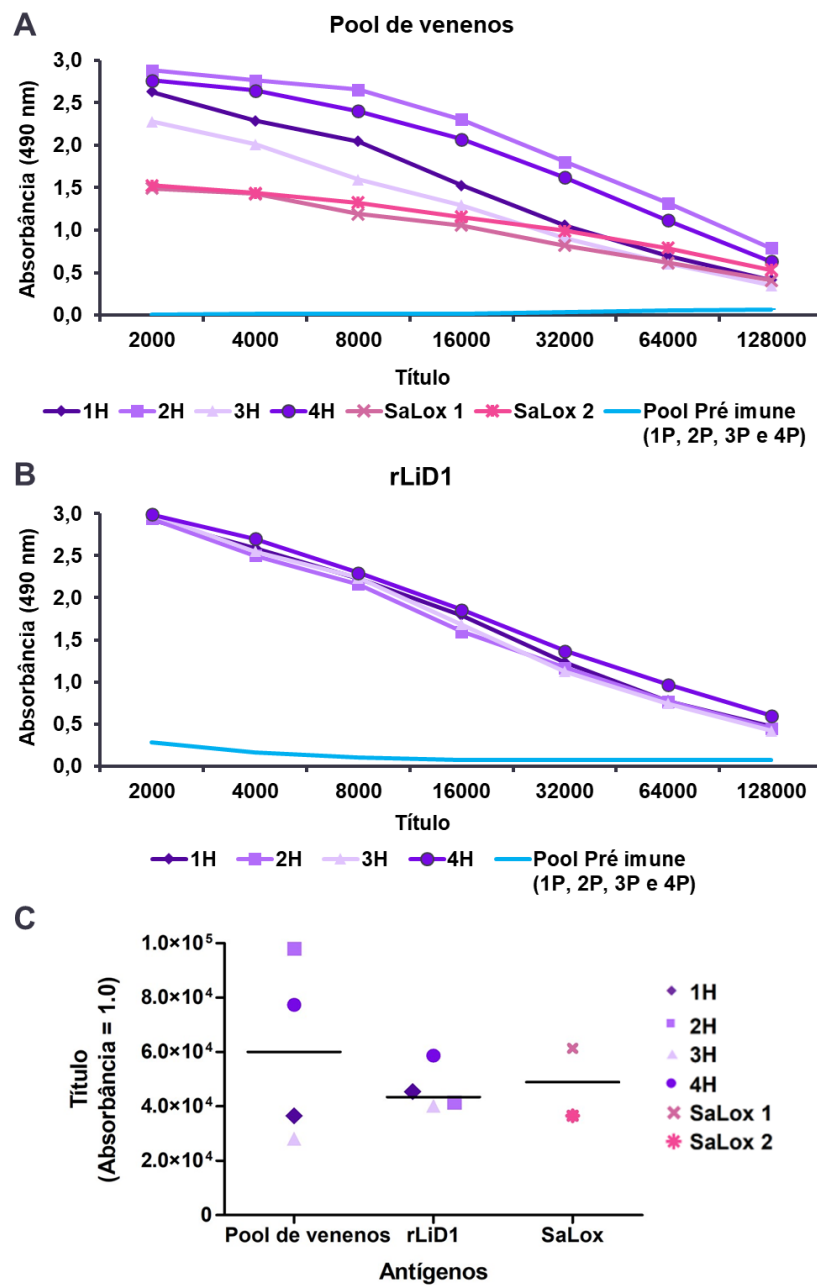 A
Pool de venenos
Absorbância (490 nm)
3,0
2,5
2,0
1,5
1,0
0,5
0,0
2000 4000 8000 16000 32000 64000 128000
Título
1H 2H 3H 4H SaLox 1 SaLox 2 Pool Pré imune
(1P, 2P, 3P e 4P)
B
rLiD1
Absorbância (490 nm)
3,0
2,5
2,0
1,5
1,0
0,5
0,0
2000 4000 8000 16000 32000 64000 128000
Título
1H 2H 3H 4H Pool Pré imune
(1P, 2P, 3P e 4P)
C
Título
(Absorbância = 1.0)
1.0×10⁵
8.0×10⁴
6.0×10⁴
4.0×10⁴
2.0×10⁴
0
Pool de venenos rLiD1 SaLox
Antígenos
1H
2H
3H
4H
SaLox 1
SaLox 2